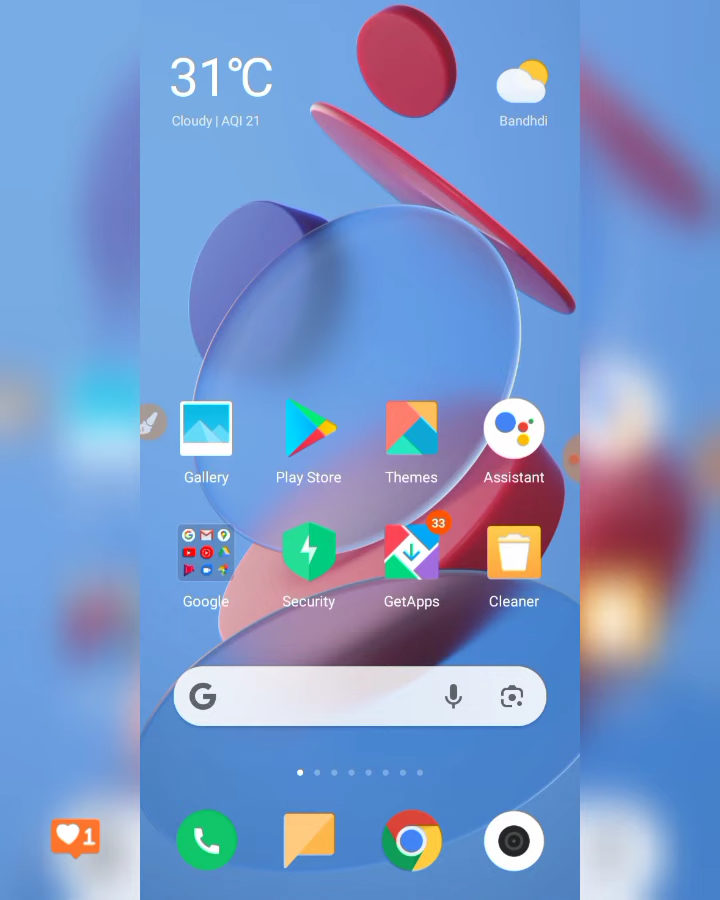 31°C
Cloudy | AQI 21
Bandhdi
Gallery
Play Store
Themes
Assistant
33
Google
Security
GetApps
Cleaner
1